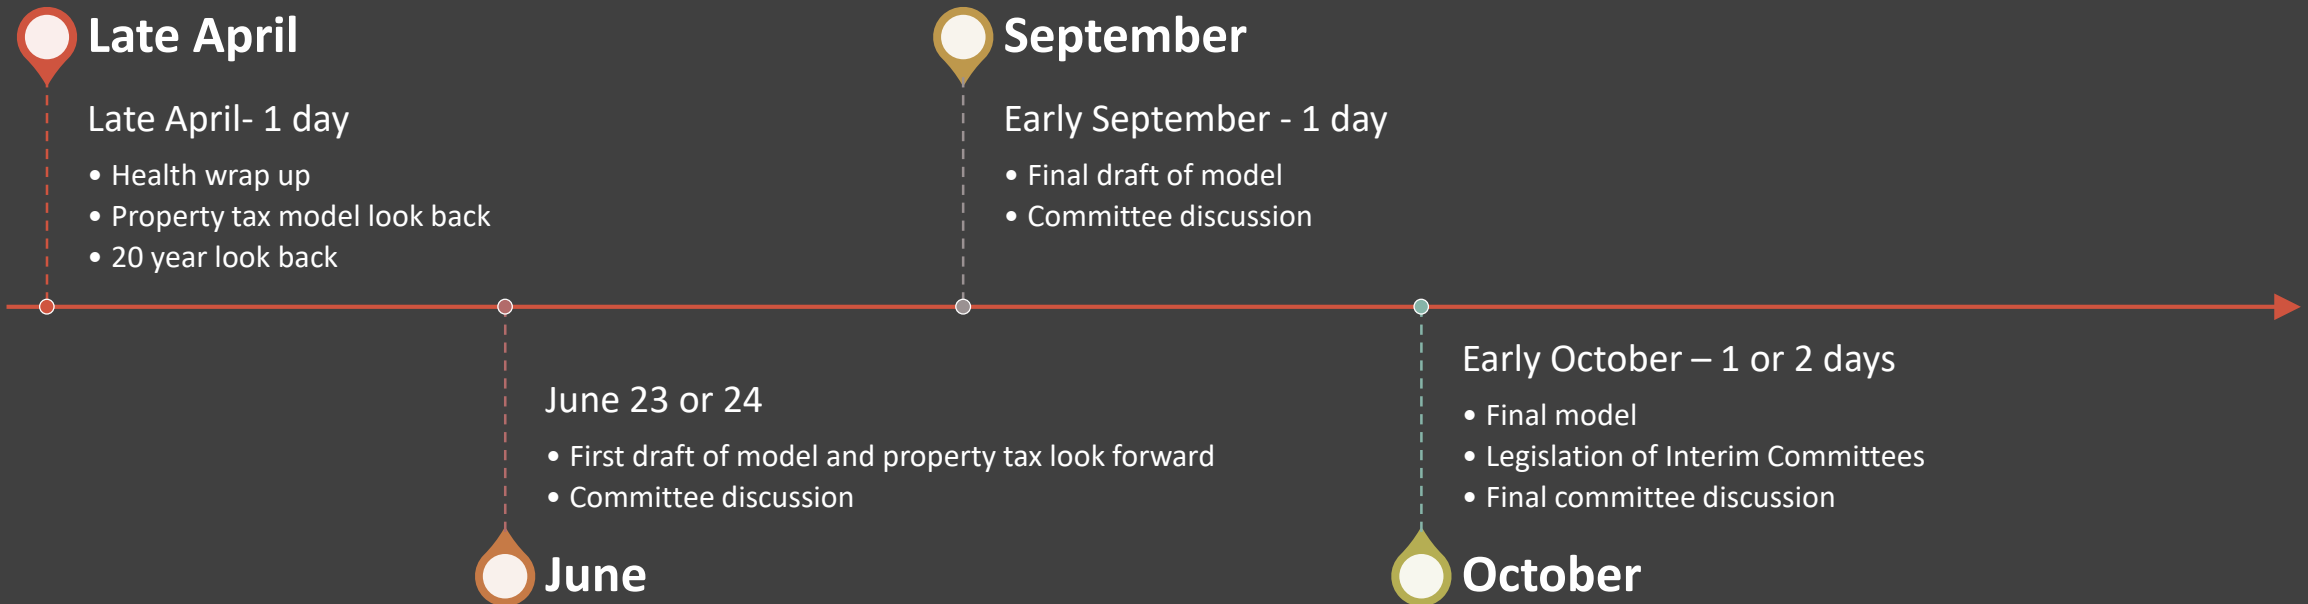 Late April
Late April- 1 day
• Health wrap up
• Property tax model look back
• 20 year look back
June 23 or 24
• First draft of model and property tax look forward
• Committee discussion
June
September
Early September - 1 day
• Final draft of model
• Committee discussion
Early October – 1 or 2 days
• Final model
• Legislation of Interim Committees
• Final committee discussion
October